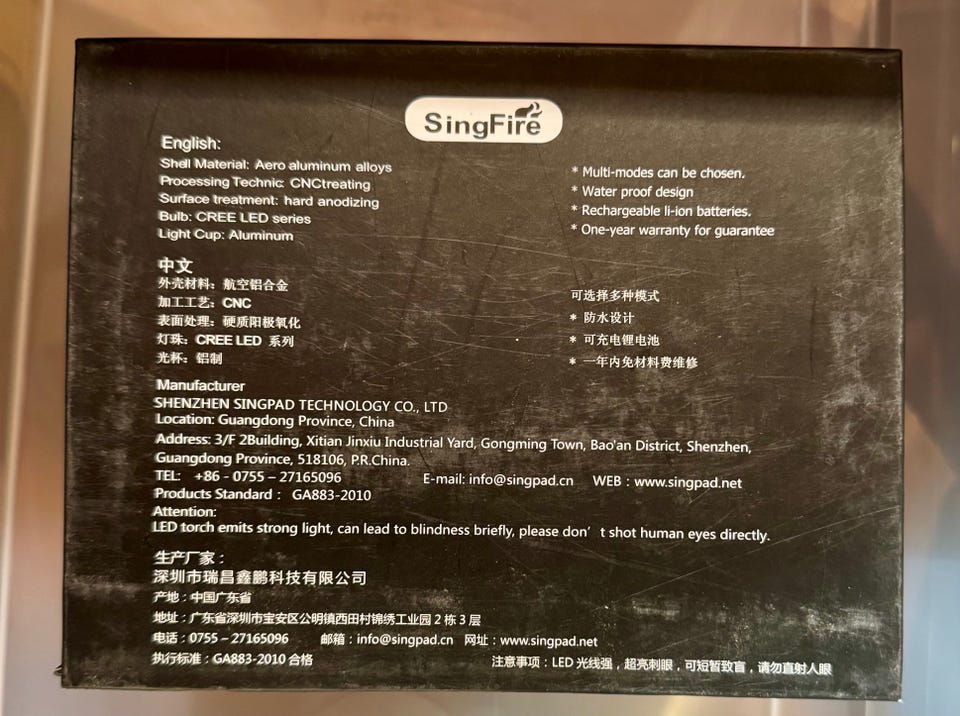 SingFire
English:
Shell Material: Aero aluminum alloys
Processing Technic: CNCtreating
Surface treatment: hard anodizing
Bulb: CREE LED series
Light Cup: Aluminum
* Multi-modes can be chosen.
* Water proof design
* Rechargeable li-ion batteries.
* One-year warranty for guarantee
中文
外壳材料：航空铝合金
加工工艺：CNC
表面处理：硬质阳极氧化
灯珠：CREE LED 系列
光杯：铝制
可选择多种模式
* 防水设计
* 可充电锂电池
* 一年内免材料费维修
Manufacturer
SHENZHEN SINGPAD TECHNOLOGY CO., LTD
Location: Guangdong Province, China
Address: 3/F 2Building, Xitian Jinxiu Industrial Yard, Gongming Town, Bao'an District, Shenzhen,
Guangdong Province, 518106, P.R.China.
TEL: +86 - 0755 – 27165096 E-mail: info@singpad.cn WEB：www.singpad.net
Products Standard： GA883-2010
Attention:
LED torch emits strong light, can lead to blindness briefly, please don’ t shot human eyes directly.
生产厂家：
深圳市瑞昌鑫鹏科技有限公司
产地：中国广东省
地址：广东省深圳市宝安区公明镇西田村锦绣工业园 2 栋 3 层
电话：0755 – 27165096 邮箱：info@singpad.cn 网址：www.singpad.net
执行标准：GA883-2010 合格
注意事项：LED 光线强，超亮刺眼，可短暂致盲，请勿直射人眼